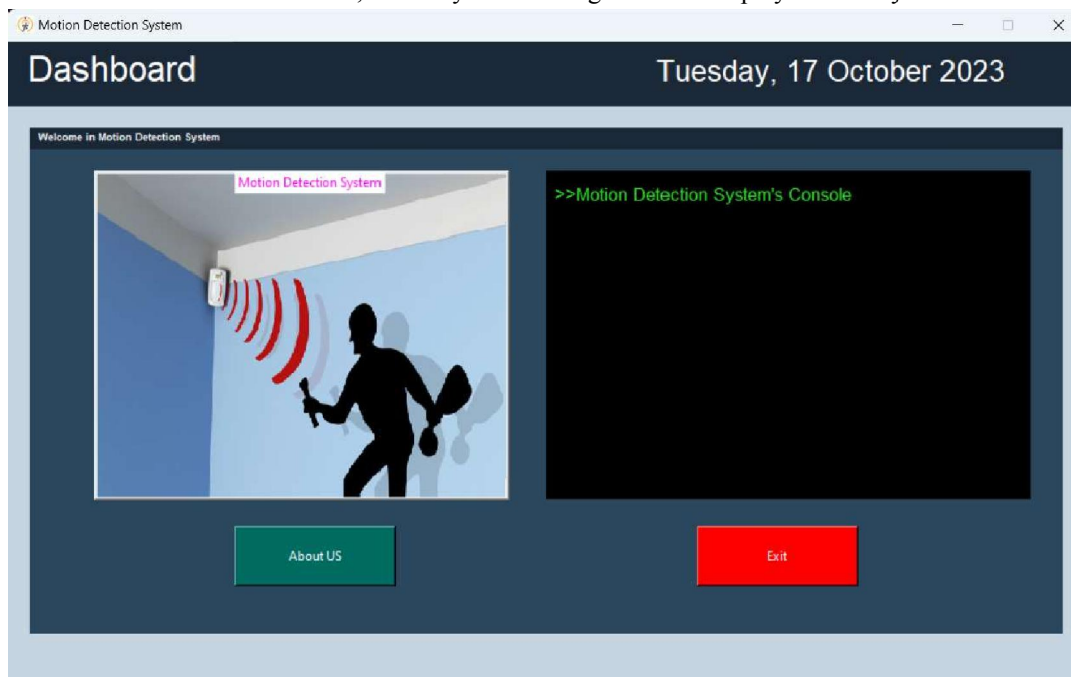 Motion Detection System
Dashboard
Tuesday, 17 October 2023
Welcome in Motion Detection System
Motion Detection System
>>Motion Detection System's Console
About US
Exit